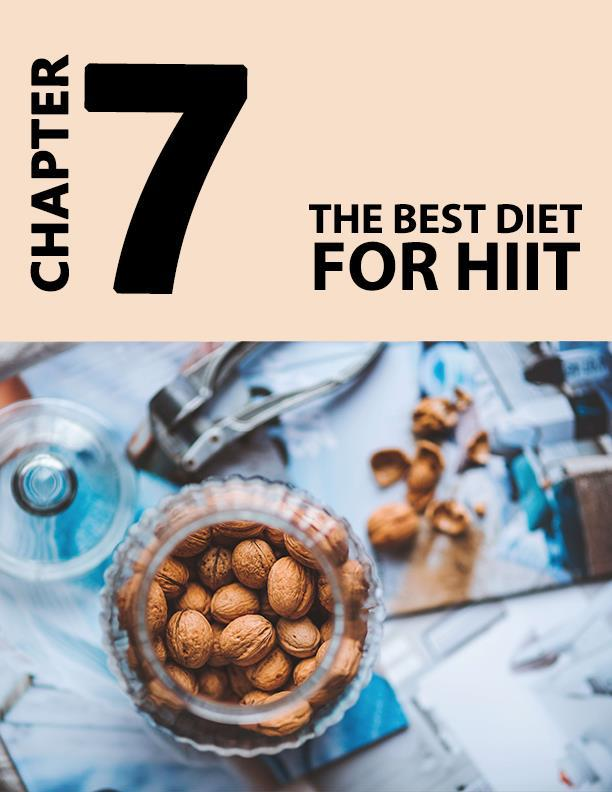 CHAPTER
7
THE BEST DIET
FOR HIIT